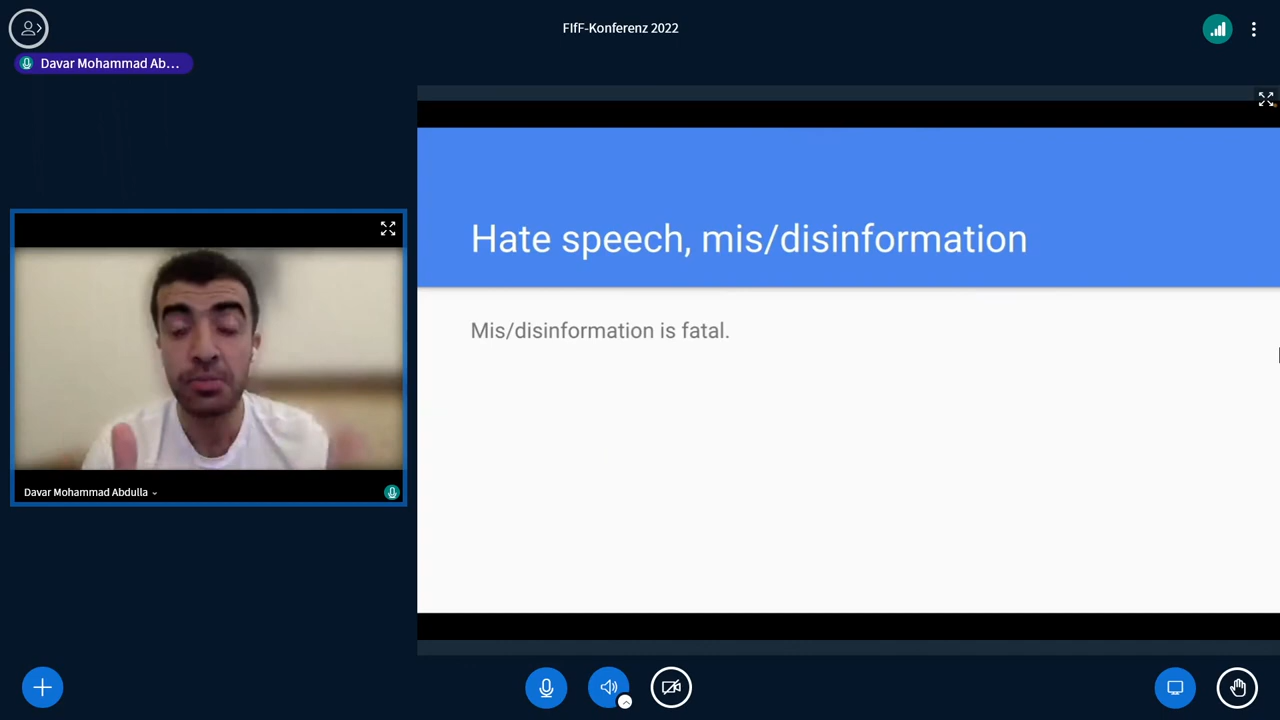 FIfF-Konferenz 2022
Davar Mohammad Ab...
Hate speech, mis/disinformation
Mis/disinformation is fatal.
Davar Mohammad Abdulla